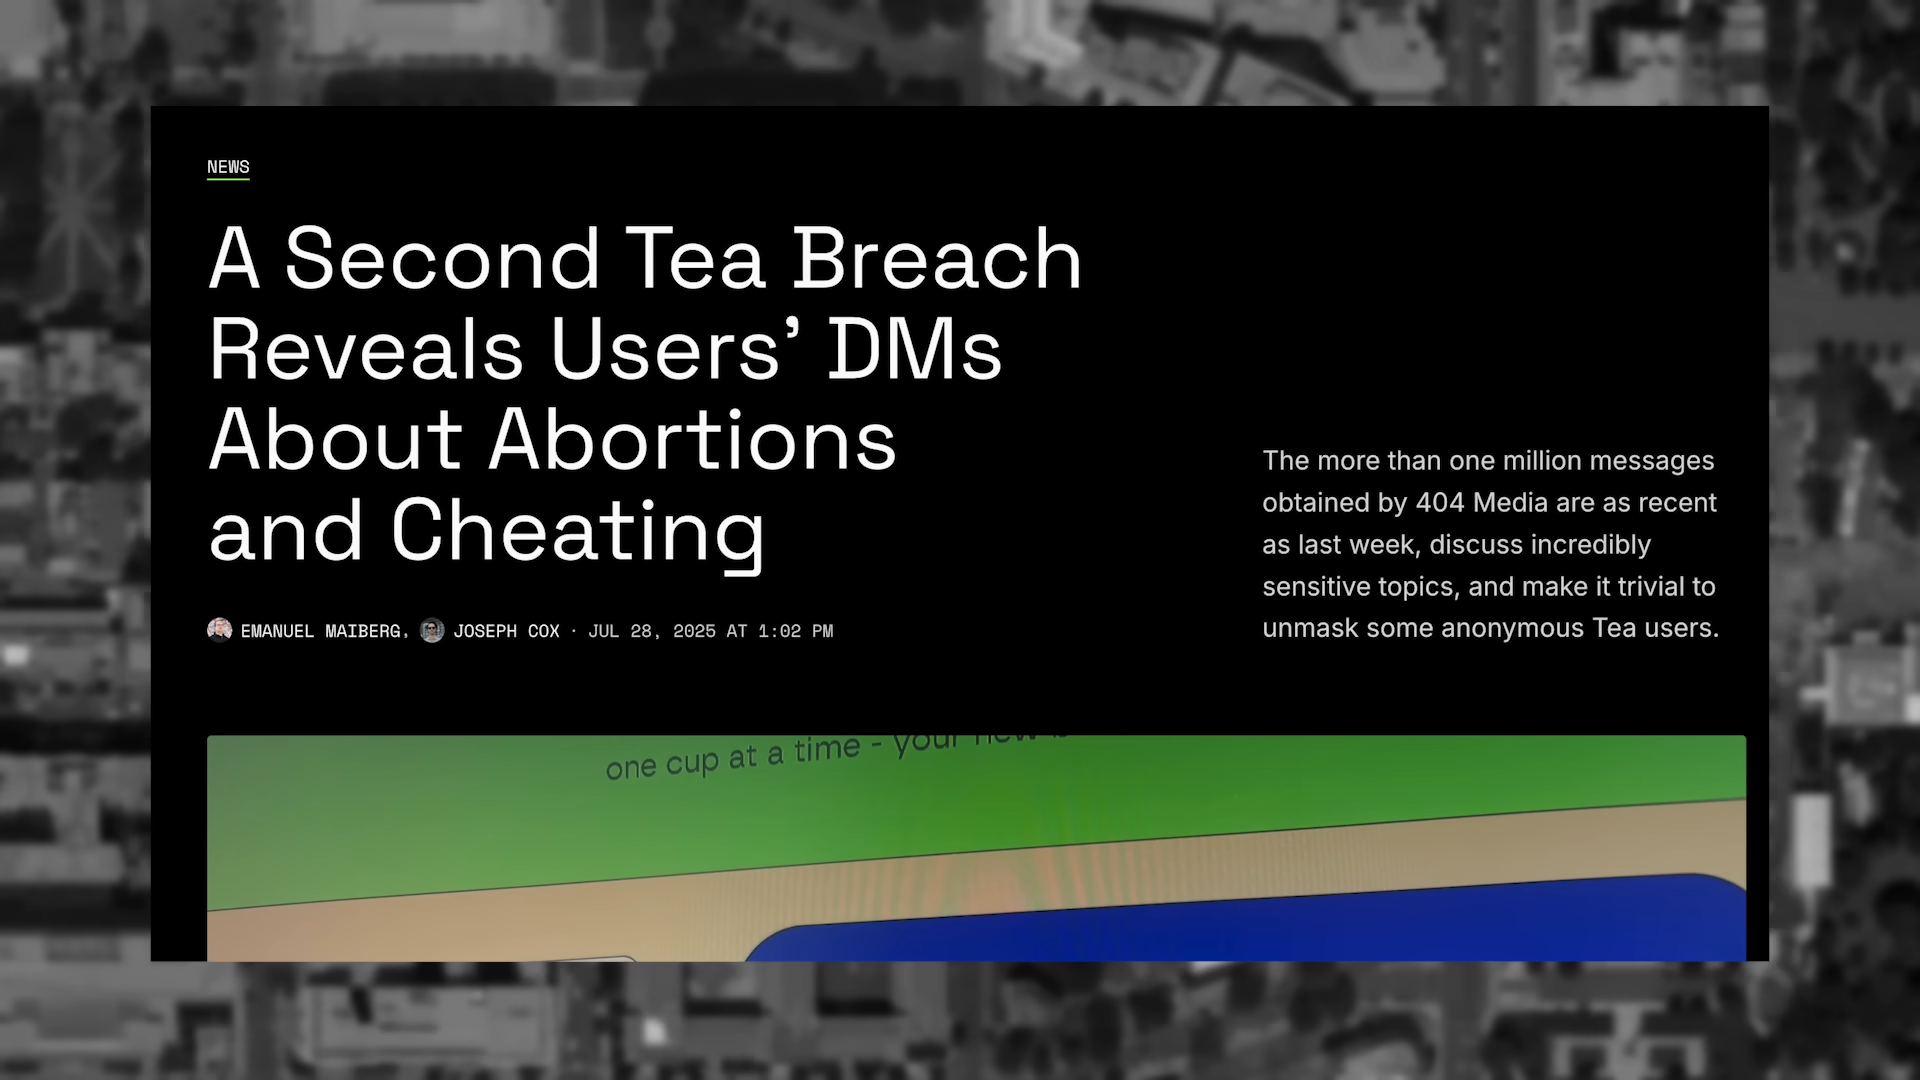 NEWS
A Second Tea Breach
Reveals Users’ DMs
About Abortions
and Cheating
EMANUEL MAIBERG, JOSEPH COX · JUL 28, 2025 AT 1:02 PM
The more than one million messages
obtained by 404 Media are as recent
as last week, discuss incredibly
sensitive topics, and make it trivial to
unmask some anonymous Tea users.
one cup at a time - your new